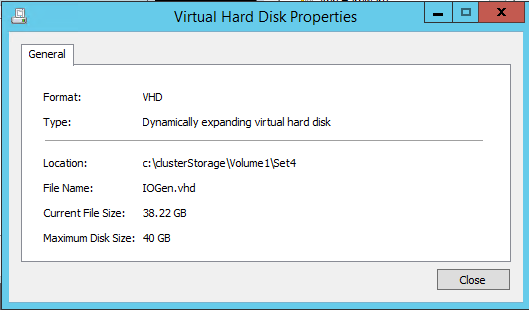 Virtual Hard Disk Properties
General
Format: VHD
Type: Dynamically expanding virtual hard disk
Location: c:\clusterStorage\Volume1\Set4
File Name: IOGen.vhd
Current File Size: 38.22 GB
Maximum Disk Size: 40 GB
Close